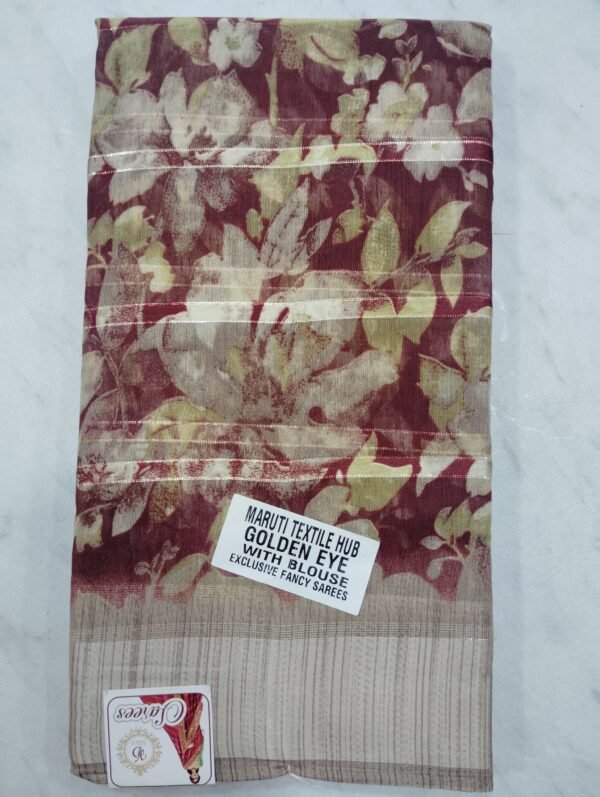 MARUTI TEXTILE HUB
GOLDEN EYE
WITH BLOUSE
EXCLUSIVE FANCY SAREES
Sarees